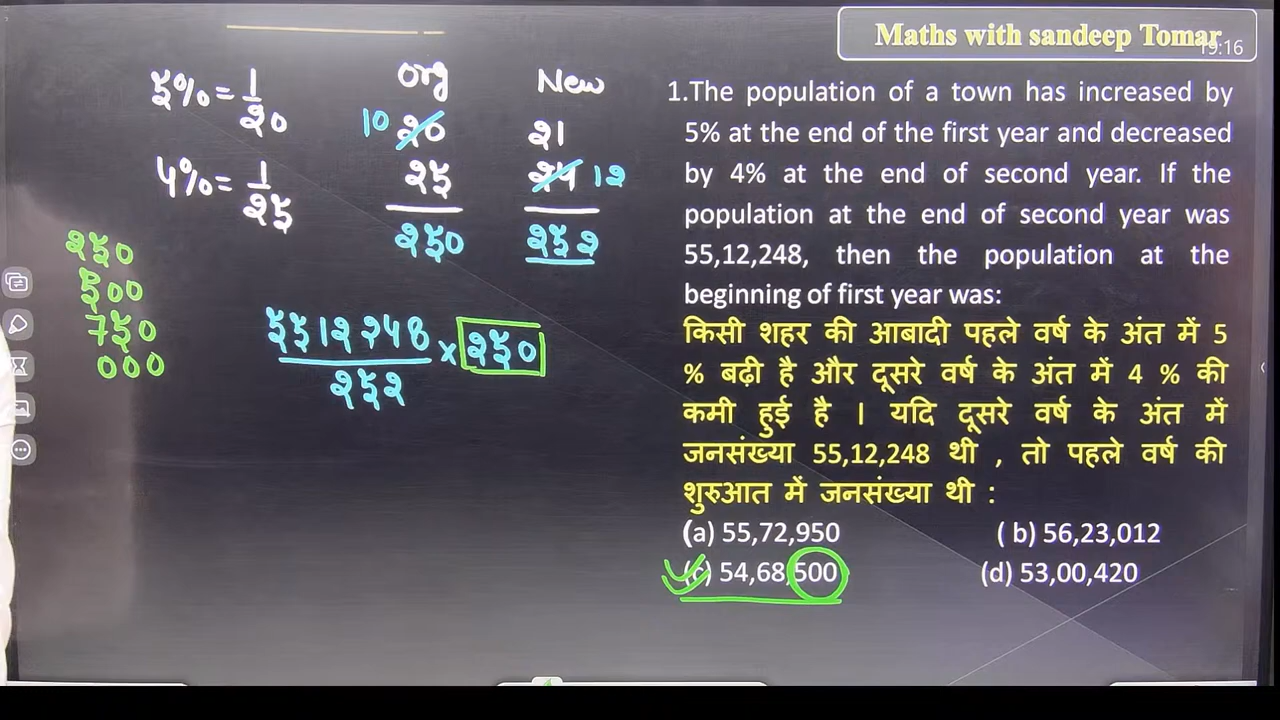 Maths with sandeep Tomar
19:16
5% = 1/20
4% = 1/25
Org New
10 20 21
25 24 12
250 252
250
500
750
000
5512248/252 × 250
1.The population of a town has increased by
5% at the end of the first year and decreased
by 4% at the end of second year. If the
population at the end of second year was
55,12,248, then the population at the
beginning of first year was:
किसी शहर की आबादी पहले वर्ष के अंत में 5
% बढ़ी है और दूसरे वर्ष के अंत में 4 % की
कमी हुई है । यदि दूसरे वर्ष के अंत में
जनसंख्या 55,12,248 थी , तो पहले वर्ष की
शुरुआत में जनसंख्या थी :
(a) 55,72,950 ( b) 56,23,012
(c) 54,68,500 (d) 53,00,420